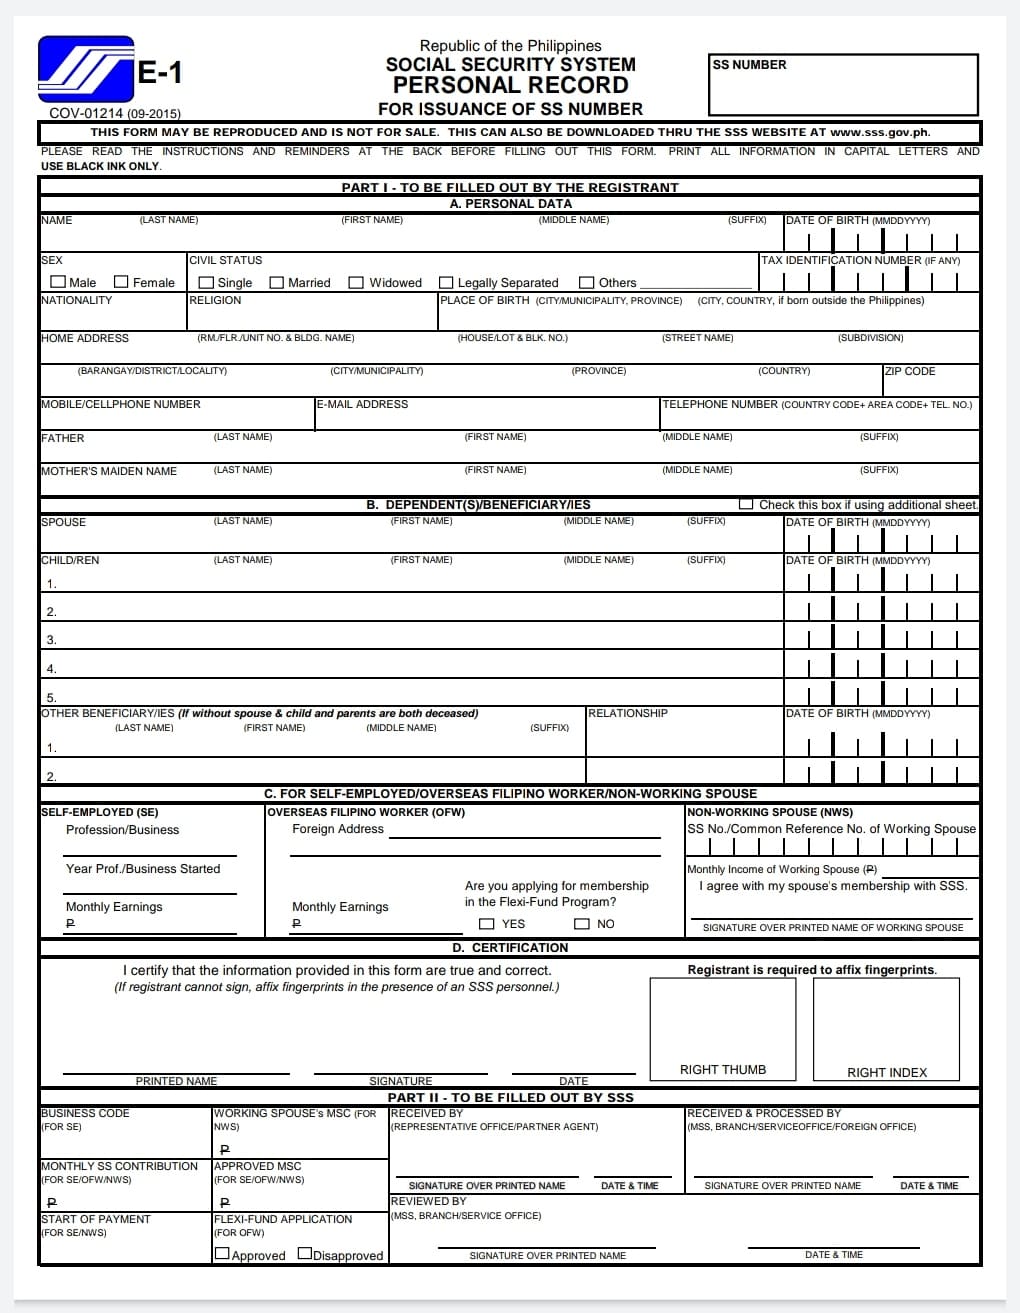 Republic of the Philippines
SOCIAL SECURITY SYSTEM
PERSONAL RECORD
FOR ISSUANCE OF SS NUMBER
E-1
COV-01214 (09-2015)
SS NUMBER
THIS FORM MAY BE REPRODUCED AND IS NOT FOR SALE. THIS CAN ALSO BE DOWNLOADED THRU THE SSS WEBSITE AT www.sss.gov.ph.
PLEASE READ THE INSTRUCTIONS AND REMINDERS AT THE BACK BEFORE FILLING OUT THIS FORM. PRINT ALL INFORMATION IN CAPITAL LETTERS AND
USE BLACK INK ONLY.
PART I - TO BE FILLED OUT BY THE REGISTRANT
A. PERSONAL DATA
NAME (LAST NAME) (FIRST NAME) (MIDDLE NAME) (SUFFIX) DATE OF BIRTH (MMDDYYYY)
SEX CIVIL STATUS TAX IDENTIFICATION NUMBER (IF ANY)
Male Female Single Married Widowed Legally Separated Others
NATIONALITY RELIGION PLACE OF BIRTH (CITY/MUNICIPALITY, PROVINCE) (CITY, COUNTRY, if born outside the Philippines)
HOME ADDRESS (RM/FLR./UNIT NO. & BLDG. NAME) (HOUSE/LOT & BLK. NO.) (STREET NAME) (SUBDIVISION)
(BARANGAY/DISTRICT/LOCALITY) (CITY/MUNICIPALITY) (PROVINCE) (COUNTRY) ZIP CODE
MOBILE/CELLPHONE NUMBER E-MAIL ADDRESS TELEPHONE NUMBER (COUNTRY CODE+ AREA CODE+ TEL. NO.)
FATHER (LAST NAME) (FIRST NAME) (MIDDLE NAME) (SUFFIX)
MOTHER'S MAIDEN NAME (LAST NAME) (FIRST NAME) (MIDDLE NAME) (SUFFIX)
B. DEPENDENT(S)/BENEFICIARY/IES Check this box if using additional sheet.
SPOUSE (LAST NAME) (FIRST NAME) (MIDDLE NAME) (SUFFIX) DATE OF BIRTH (MMDDYYYY)
CHILD/REN (LAST NAME) (FIRST NAME) (MIDDLE NAME) (SUFFIX) DATE OF BIRTH (MMDDYYYY)
1.
2.
3.
4.
5.
OTHER BENEFICIARY/IES (If without spouse & child and parents are both deceased) RELATIONSHIP DATE OF BIRTH (MMDDYYYY)
(LAST NAME) (FIRST NAME) (MIDDLE NAME) (SUFFIX)
1.
2.
C. FOR SELF-EMPLOYED/OVERSEAS FILIPINO WORKER/NON-WORKING SPOUSE
SELF-EMPLOYED (SE)
Profession/Business
Year Prof./Business Started
Monthly Earnings
₱
OVERSEAS FILIPINO WORKER (OFW)
Foreign Address
Monthly Earnings
₱
Are you applying for membership
in the Flexi-Fund Program?
YES NO
NON-WORKING SPOUSE (NWS)
SS No./Common Reference No. of Working Spouse
Monthly Income of Working Spouse (₱)
I agree with my spouse's membership with SSS.
SIGNATURE OVER PRINTED NAME OF WORKING SPOUSE
D. CERTIFICATION
I certify that the information provided in this form are true and correct.
(If registrant cannot sign, affix fingerprints in the presence of an SSS personnel.)
PRINTED NAME SIGNATURE DATE
Registrant is required to affix fingerprints.
RIGHT THUMB RIGHT INDEX
PART II - TO BE FILLED OUT BY SSS
BUSINESS CODE
(FOR SE)
WORKING SPOUSE's MSC (FOR
NWS)
₱
MONTHLY SS CONTRIBUTION
(FOR SE/OFW/NWS)
₱
APPROVED MSC
(FOR SE/OFW/NWS)
₱
START OF PAYMENT
(FOR SE/NWS)
FLEXI-FUND APPLICATION
(FOR OFW)
Approved Disapproved
RECEIVED BY
(REPRESENTATIVE OFFICE/PARTNER AGENT)
SIGNATURE OVER PRINTED NAME DATE & TIME
RECEIVED & PROCESSED BY
(MSS, BRANCH/SERVICEOFFICE/FOREIGN OFFICE)
SIGNATURE OVER PRINTED NAME DATE & TIME
REVIEWED BY
(MSS, BRANCH/SERVICE OFFICE)
SIGNATURE OVER PRINTED NAME DATE & TIME